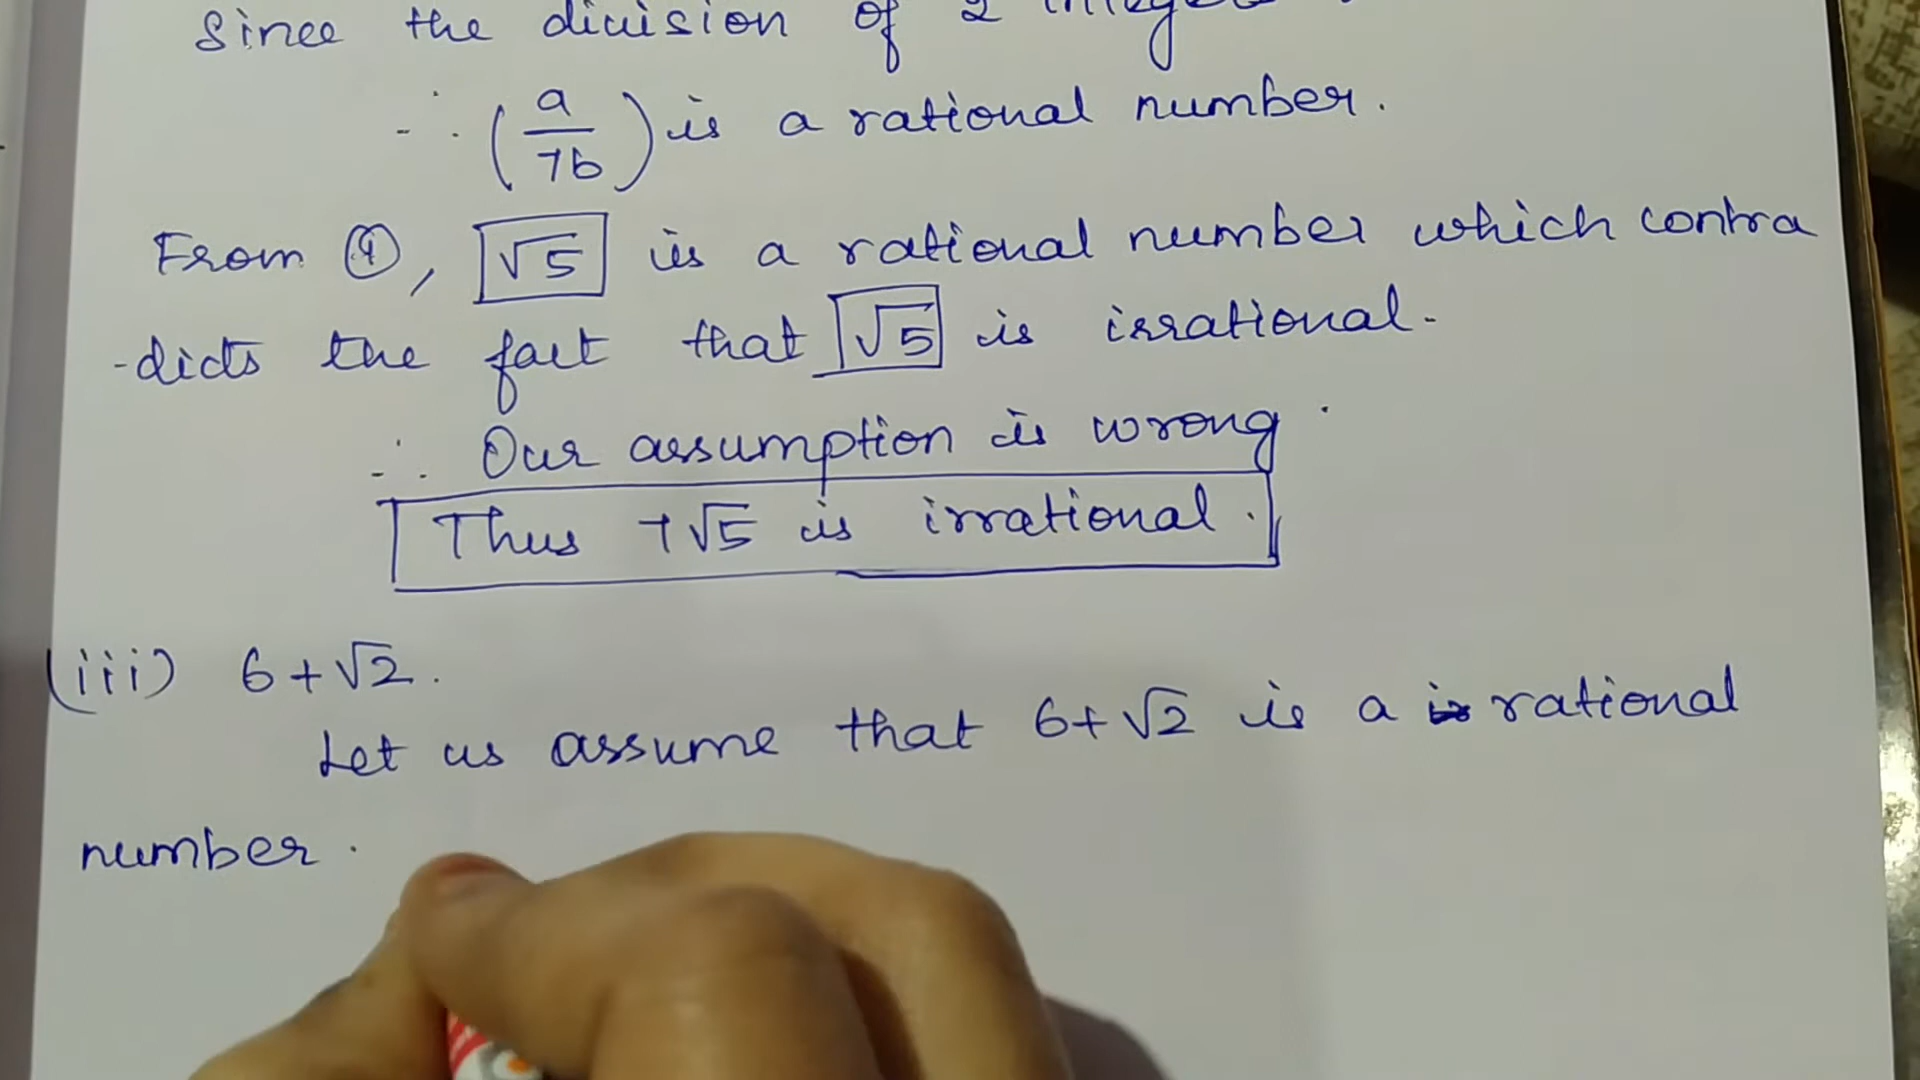 Since the division of 2
∴ (a/7b) is a rational number.
From ①, √5 is a rational number which contra
-dicts the fact that √5 is irrational.
∴ Our assumption is wrong.
Thus 7√5 is irrational.
(iii) 6+√2.
Let us assume that 6+√2 is a rational
number.